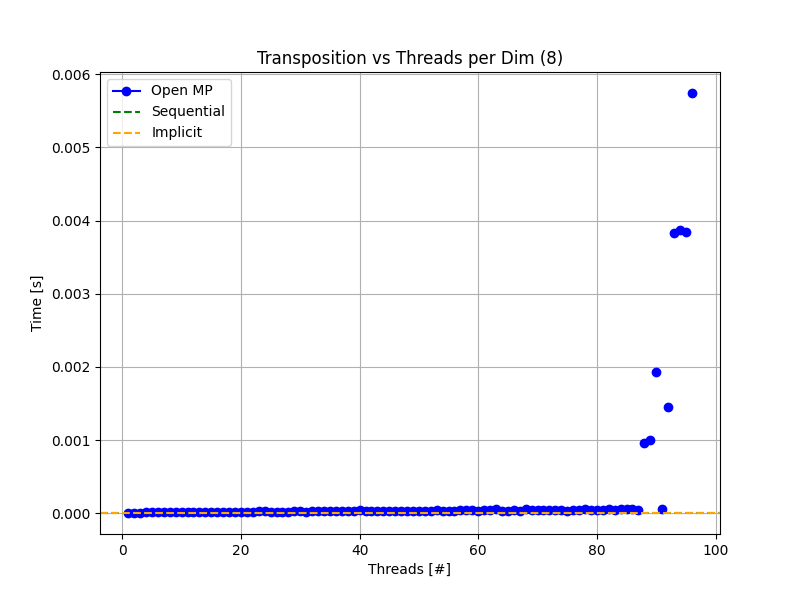 Transposition vs Threads per Dim (8)
Open MP
Sequential
Implicit
0.006
0.005
0.004
0.003
0.002
0.001
0.000
Time [s]
0 20 40 60 80 100
Threads [#]